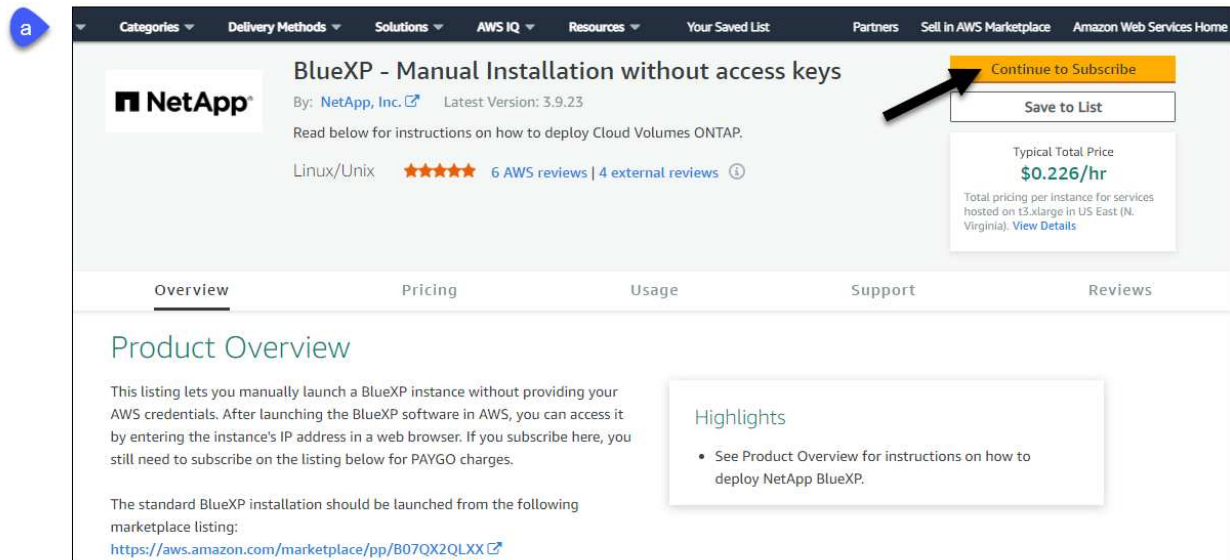 a
Categories Delivery Methods Solutions AWS IQ Resources Your Saved List Partners Sell in AWS Marketplace Amazon Web Services Home
NetApp
BlueXP - Manual Installation without access keys
By: NetApp, Inc. Latest Version: 3.9.23
Read below for instructions on how to deploy Cloud Volumes ONTAP.
Linux/Unix 6 AWS reviews | 4 external reviews
Continue to Subscribe
Save to List
Typical Total Price
$0.226/hr
Total pricing per instance for services
hosted on t3.xlarge in US East (N.
Virginia). View Details
Overview Pricing Usage Support Reviews
Product Overview
This listing lets you manually launch a BlueXP instance without providing your
AWS credentials. After launching the BlueXP software in AWS, you can access it
by entering the instance's IP address in a web browser. If you subscribe here, you
still need to subscribe on the listing below for PAYGO charges.
The standard BlueXP installation should be launched from the following
marketplace listing:
https://aws.amazon.com/marketplace/pp/B07QX2QLXX
Highlights
• See Product Overview for instructions on how to
deploy NetApp BlueXP.